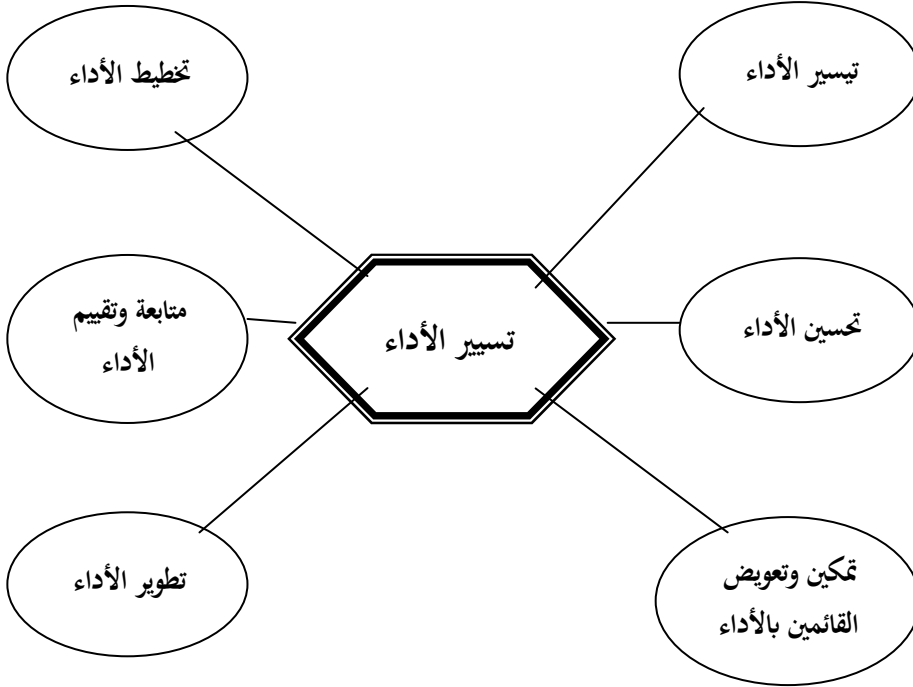 تيسير الأداء
تخطيط الأداء
تحسين الأداء
تسيير الأداء
متابعة وتقييم
الأداء
تمكين وتعويض
القائمين بالأداء
تطوير الأداء